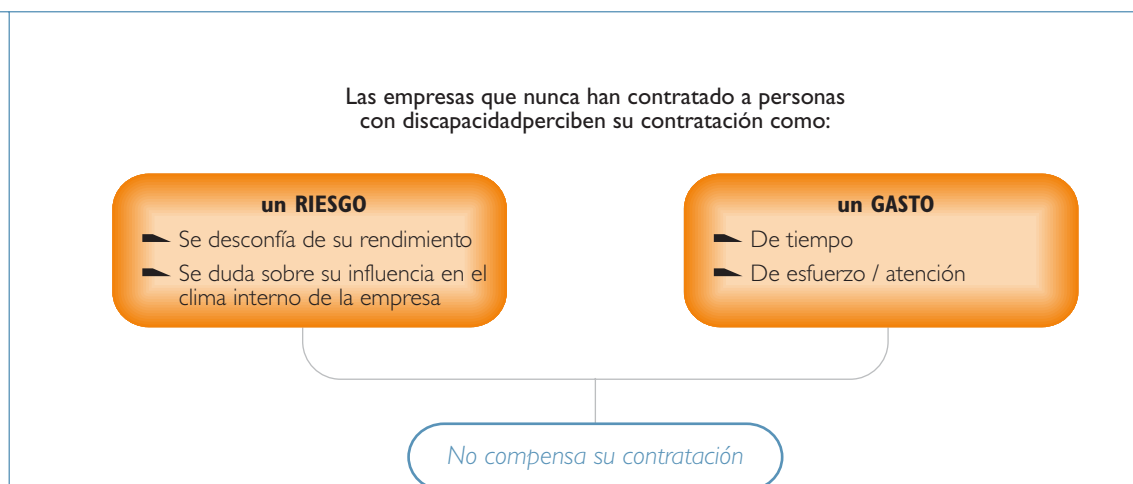 Las empresas que nunca han contratado a personas
con discapacidadperciben su contratación como:
un RIESGO
Se desconfía de su rendimiento
Se duda sobre su influencia en el
clima interno de la empresa
un GASTO
De tiempo
De esfuerzo / atención
No compensa su contratación